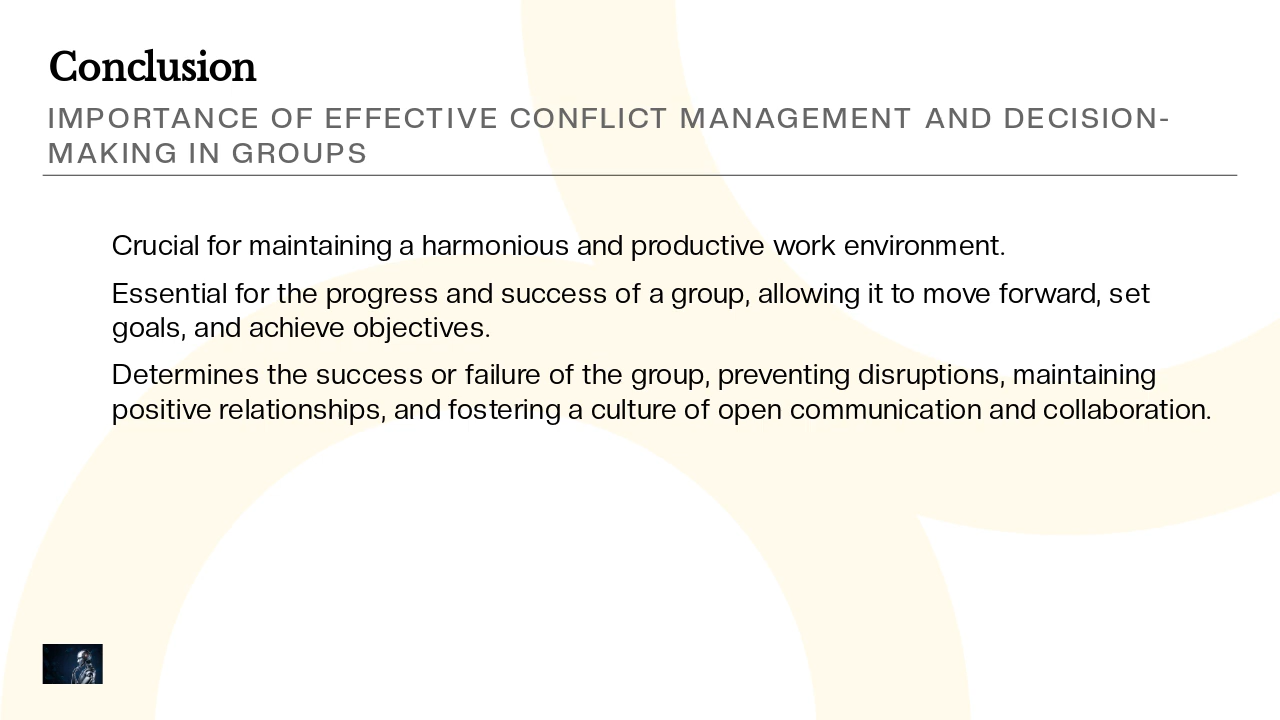 Conclusion
IMPORTANCE OF EFFECTIVE CONFLICT MANAGEMENT AND DECISION-
MAKING IN GROUPS
Crucial for maintaining a harmonious and productive work environment.
Essential for the progress and success of a group, allowing it to move forward, set
goals, and achieve objectives.
Determines the success or failure of the group, preventing disruptions, maintaining
positive relationships, and fostering a culture of open communication and collaboration.